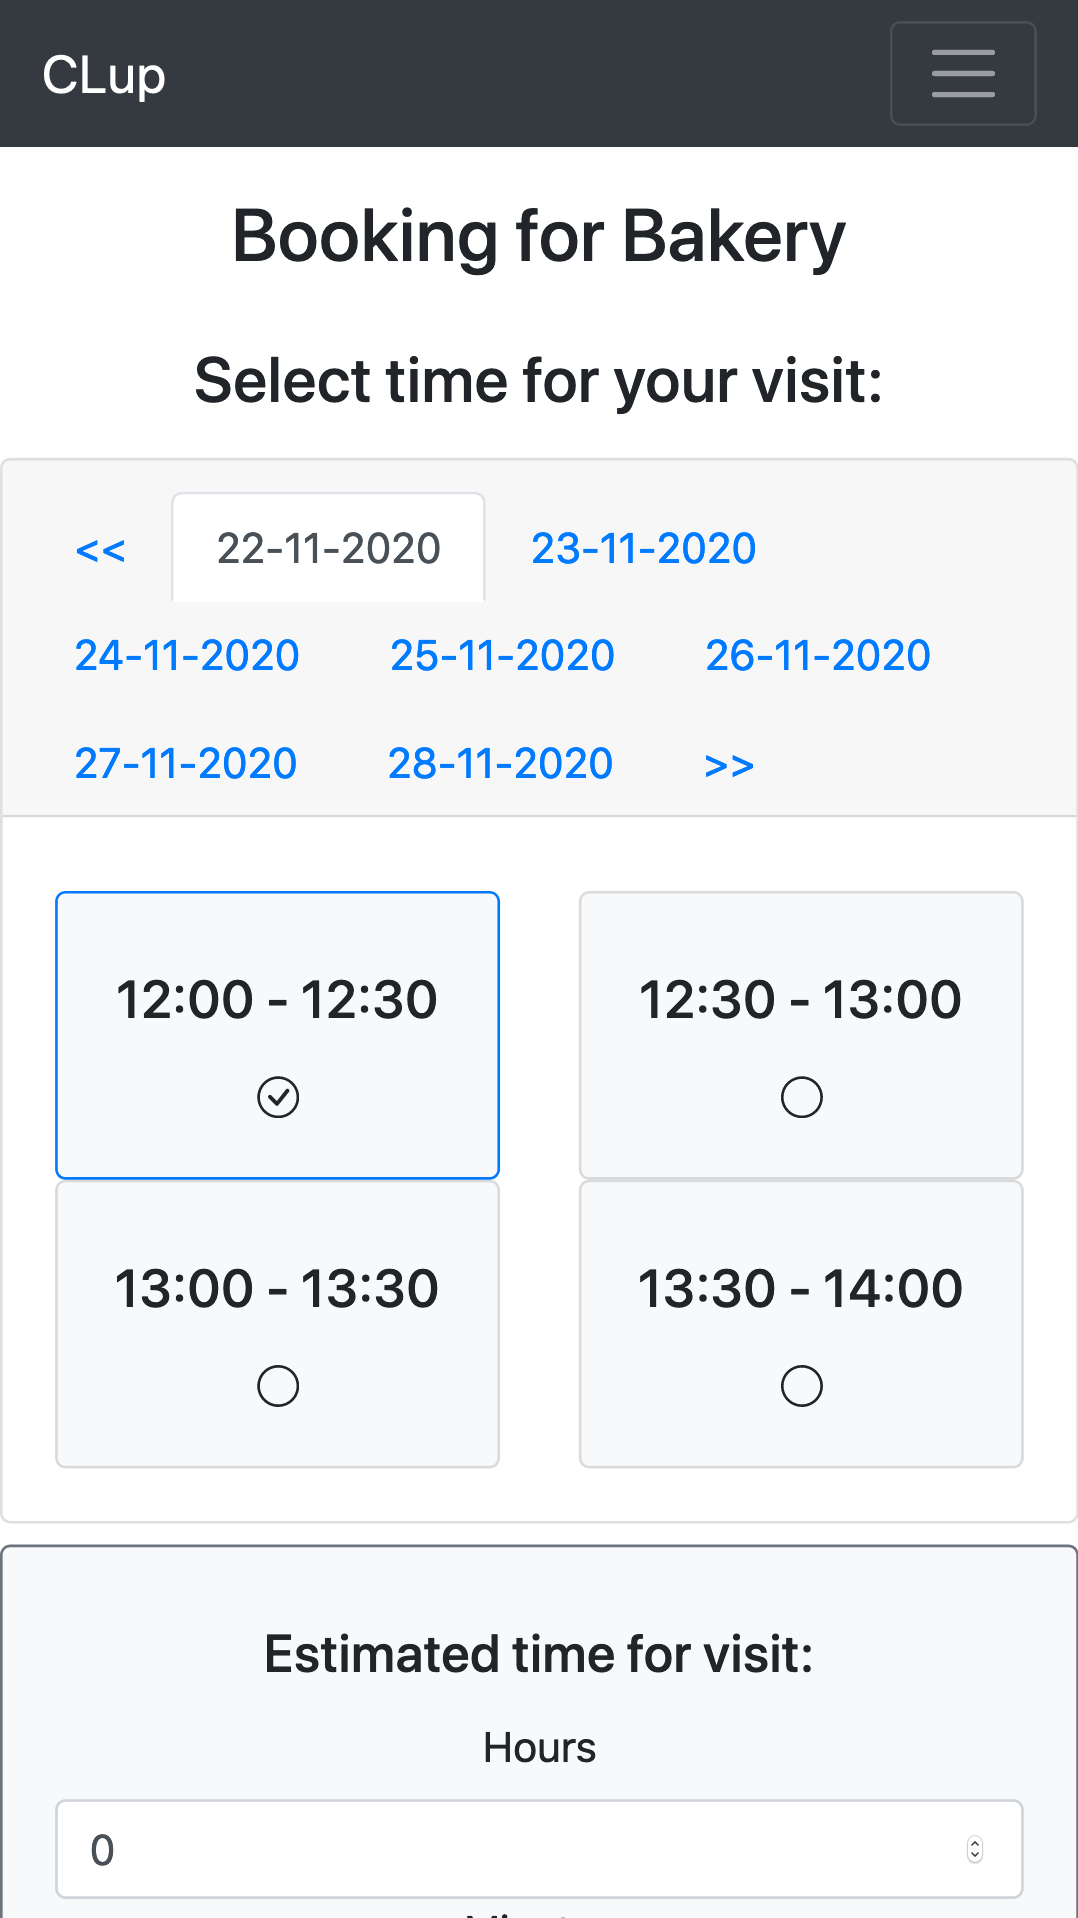 CLup
Booking for Bakery
Select time for your visit:
<< 22-11-2020 23-11-2020
24-11-2020 25-11-2020 26-11-2020
27-11-2020 28-11-2020 >>
12:00 - 12:30 12:30 - 13:00
13:00 - 13:30 13:30 - 14:00
Estimated time for visit:
Hours
0